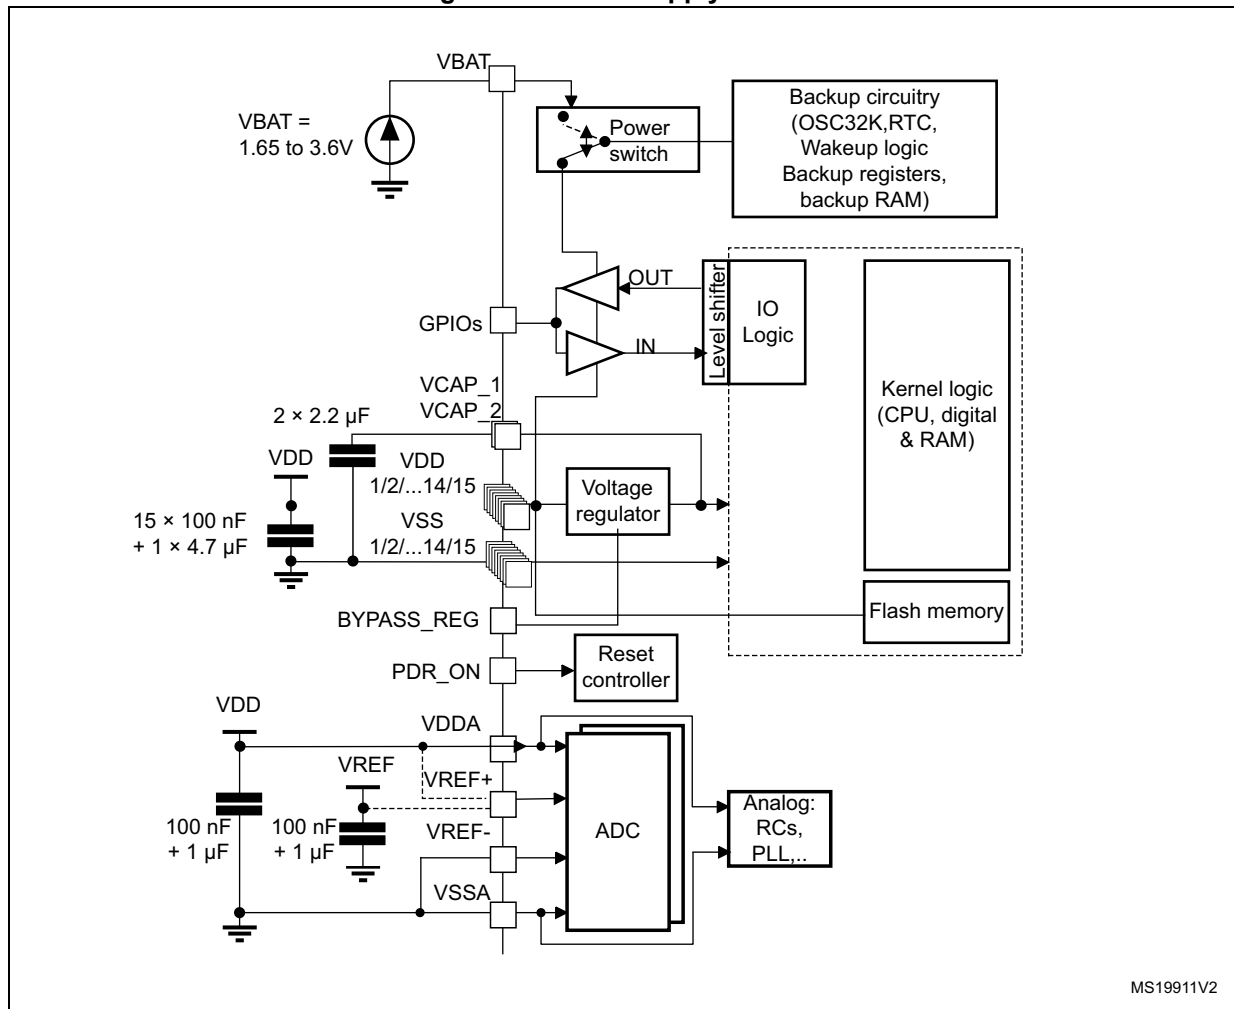 VBAT
VBAT =
1.65 to 3.6V
Power
switch
Backup circuitry
(OSC32K,RTC,
Wakeup logic
Backup registers,
backup RAM)
OUT
Level shifter
IO
Logic
GPIOs
IN
Kernel logic
(CPU, digital
& RAM)
VCAP_1
VCAP_2
2 × 2.2 μF
VDD
VDD
1/2/...14/15
Voltage
regulator
15 × 100 nF
+ 1 × 4.7 μF
VSS
1/2/...14/15
BYPASS_REG
Flash memory
PDR_ON
Reset
controller
VDD
VDDA
VREF
VREF+
100 nF
+ 1 μF
100 nF
+ 1 μF
VREF-
ADC
Analog:
RCs,
PLL,..
VSSA
MS19911V2